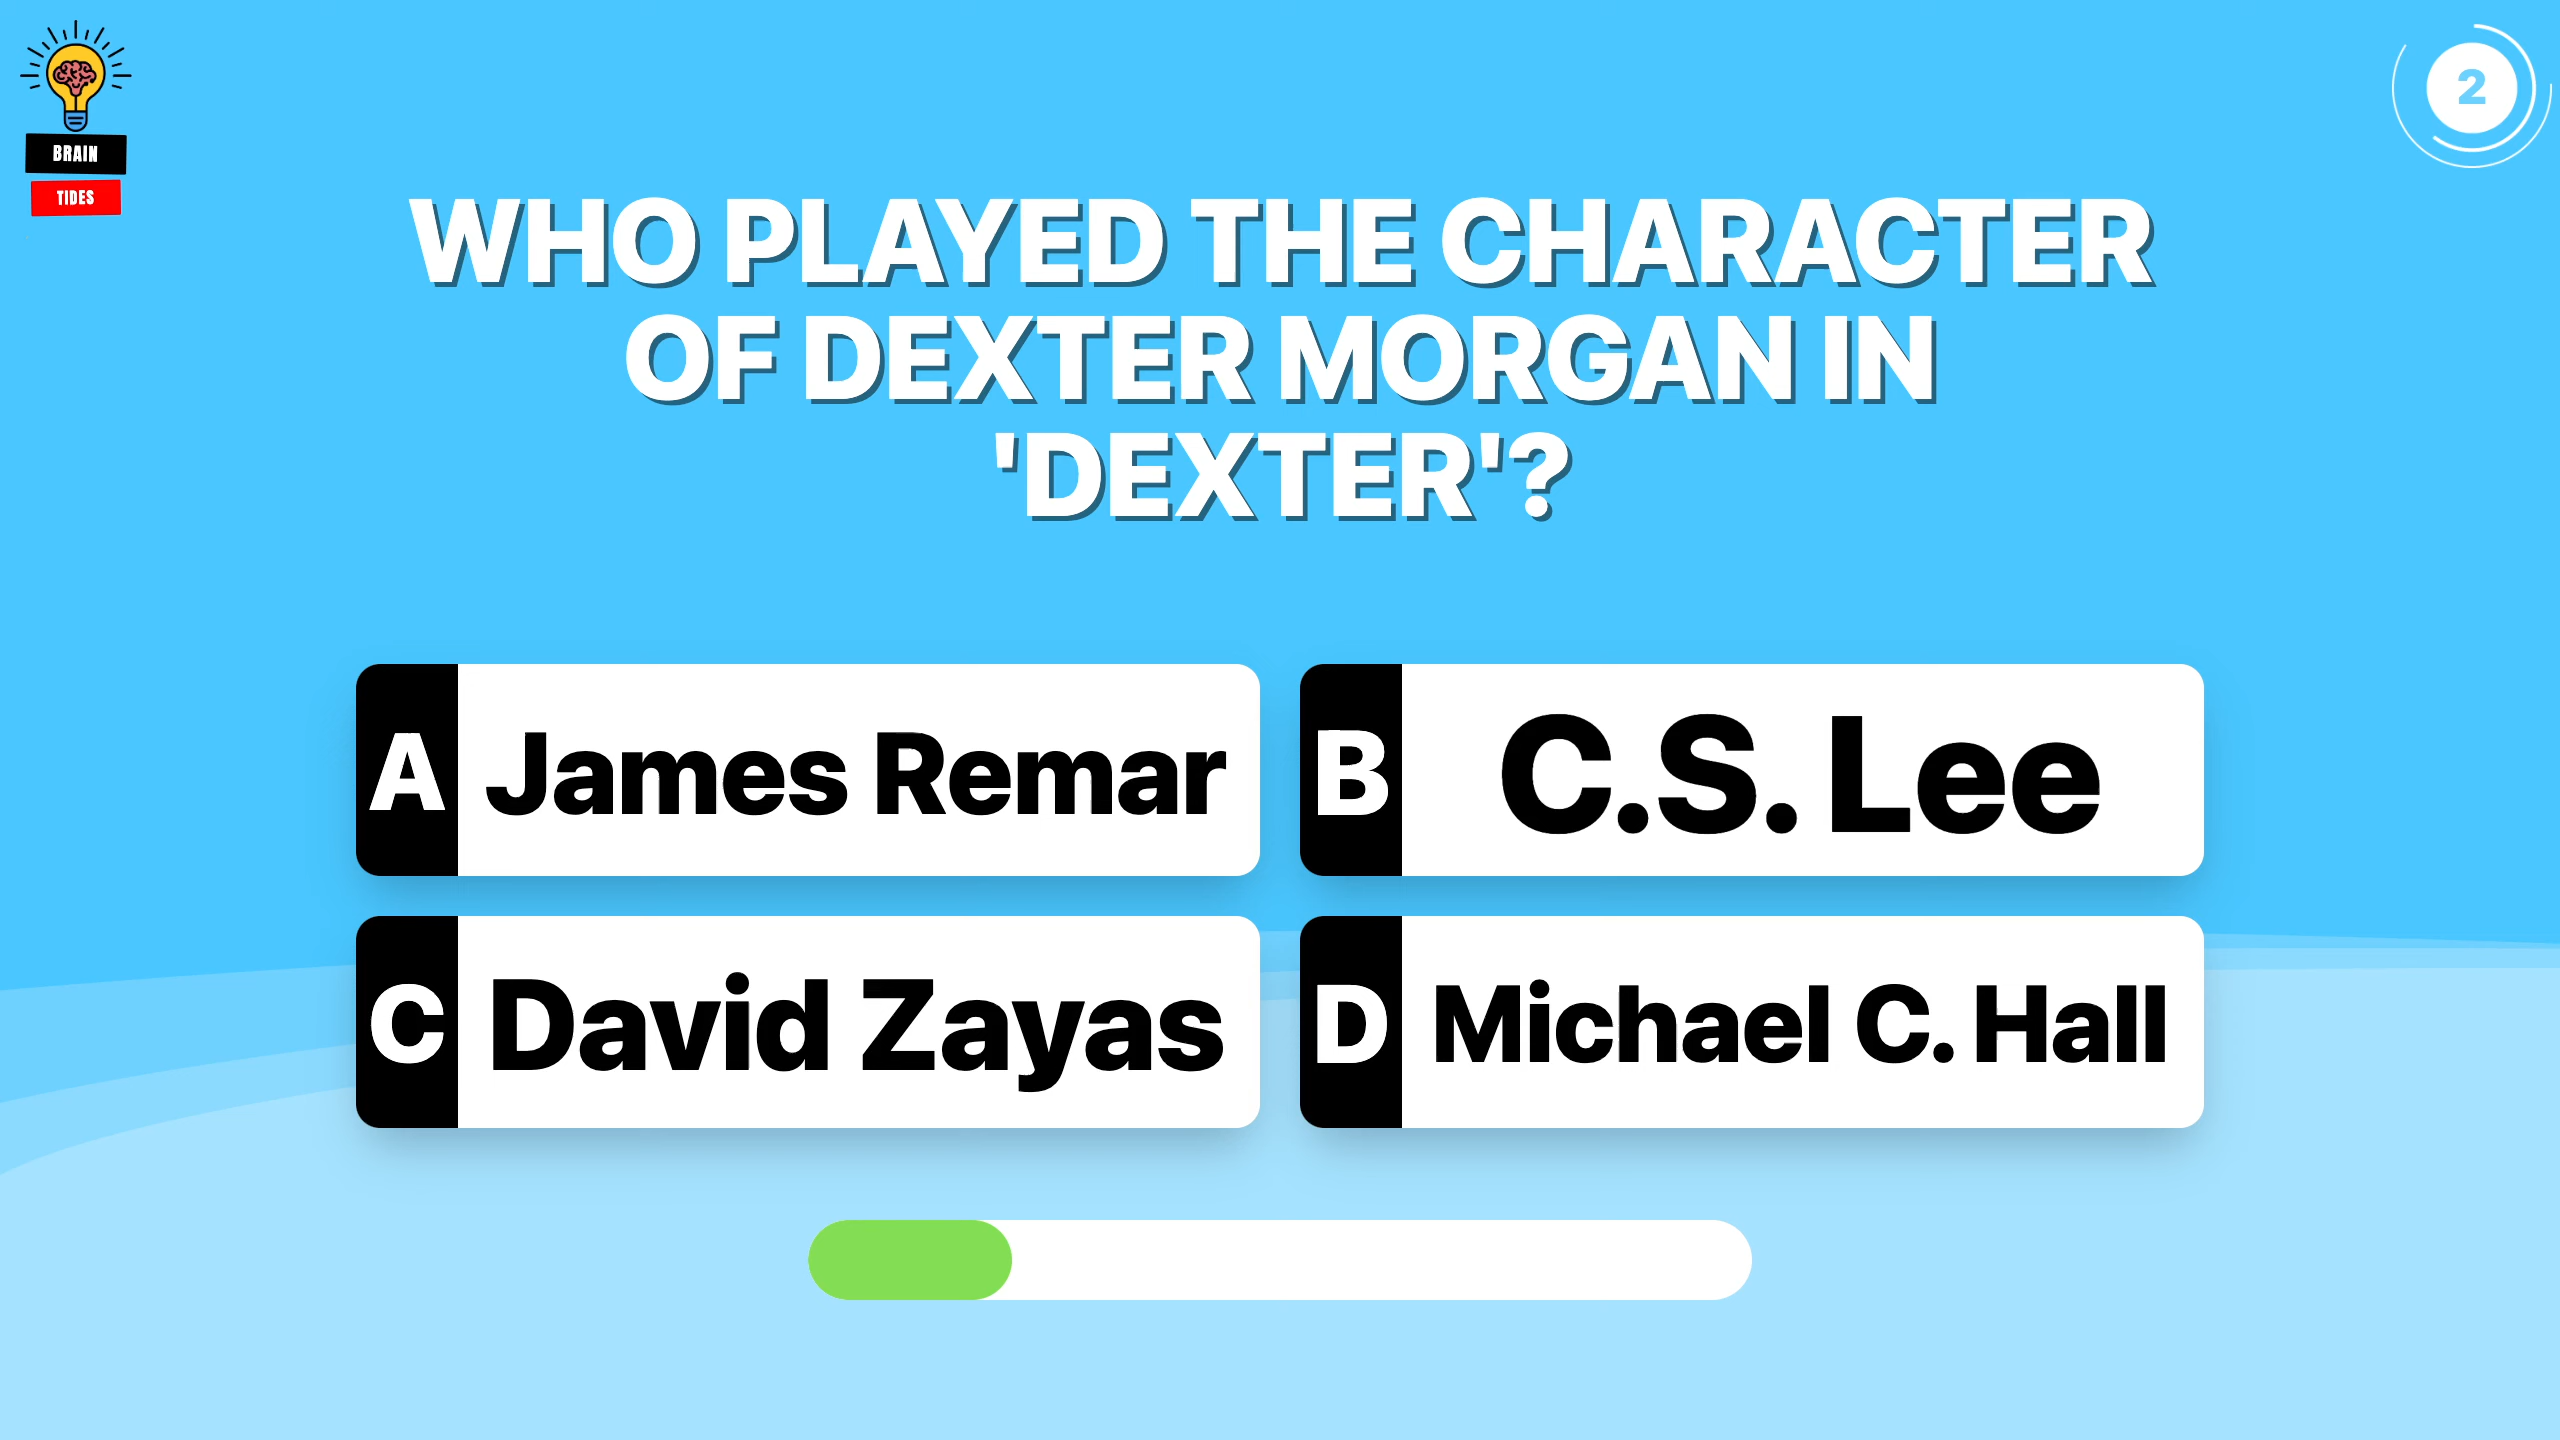 BRAIN
TIDES
2
WHO PLAYED THE CHARACTER
OF DEXTER MORGAN IN
'DEXTER'?
A James Remar
B C.S. Lee
C David Zayas
D Michael C. Hall